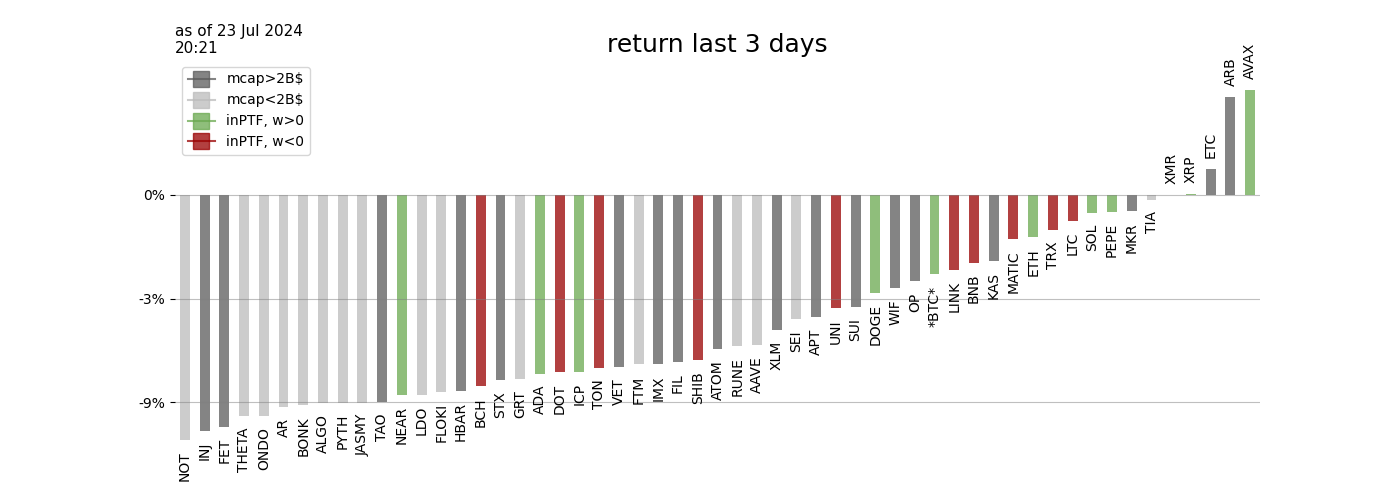 as of 23 Jul 2024
20:21
return last 3 days
mcap>2B$
mcap<2B$
inPTF, w>0
inPTF, w<0
0%
-3%
-9%
NOT
INJ
FET
THETA
ONDO
AR
BONK
ALGO
PYTH
JASMY
TAO
NEAR
LDO
FLOKI
HBAR
BCH
STX
GRT
ADA
DOT
ICP
TON
VET
FTM
IMX
FIL
SHIB
ATOM
RUNE
AAVE
XLM
SEI
APT
UNI
SUI
DOGE
WIF
OP
*BTC*
LINK
BNB
KAS
MATIC
ETH
TRX
LTC
SOL
PEPE
MKR
TIA
XMR
XRP
ETC
ARB
AVAX